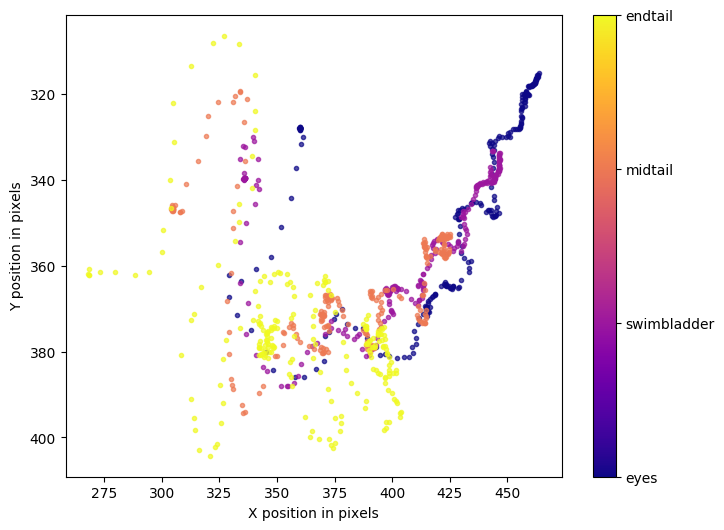 320
340
360
380
400
Y position in pixels
275
300
325
350
375
400
425
450
X position in pixels
endtail
midtail
swimbladder
eyes